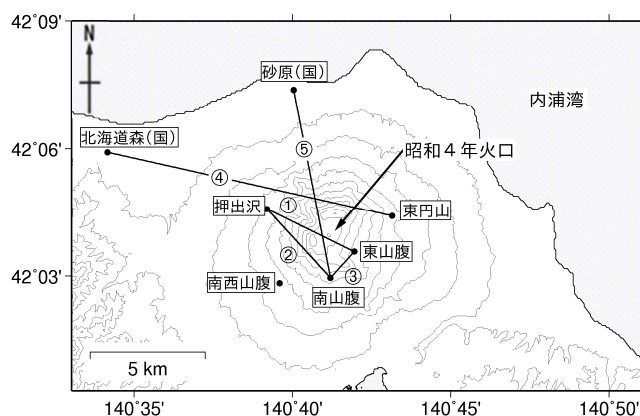 42˚09'
N
砂原(国)
内浦湾
北海道森(国)
42˚06'
⑤
昭和4年火口
④
押出沢
①
東円山
②
東山腹
42˚03'
③
南西山腹
南山腹
5 km
140˚35'
140˚40'
140˚45'
140˚50'